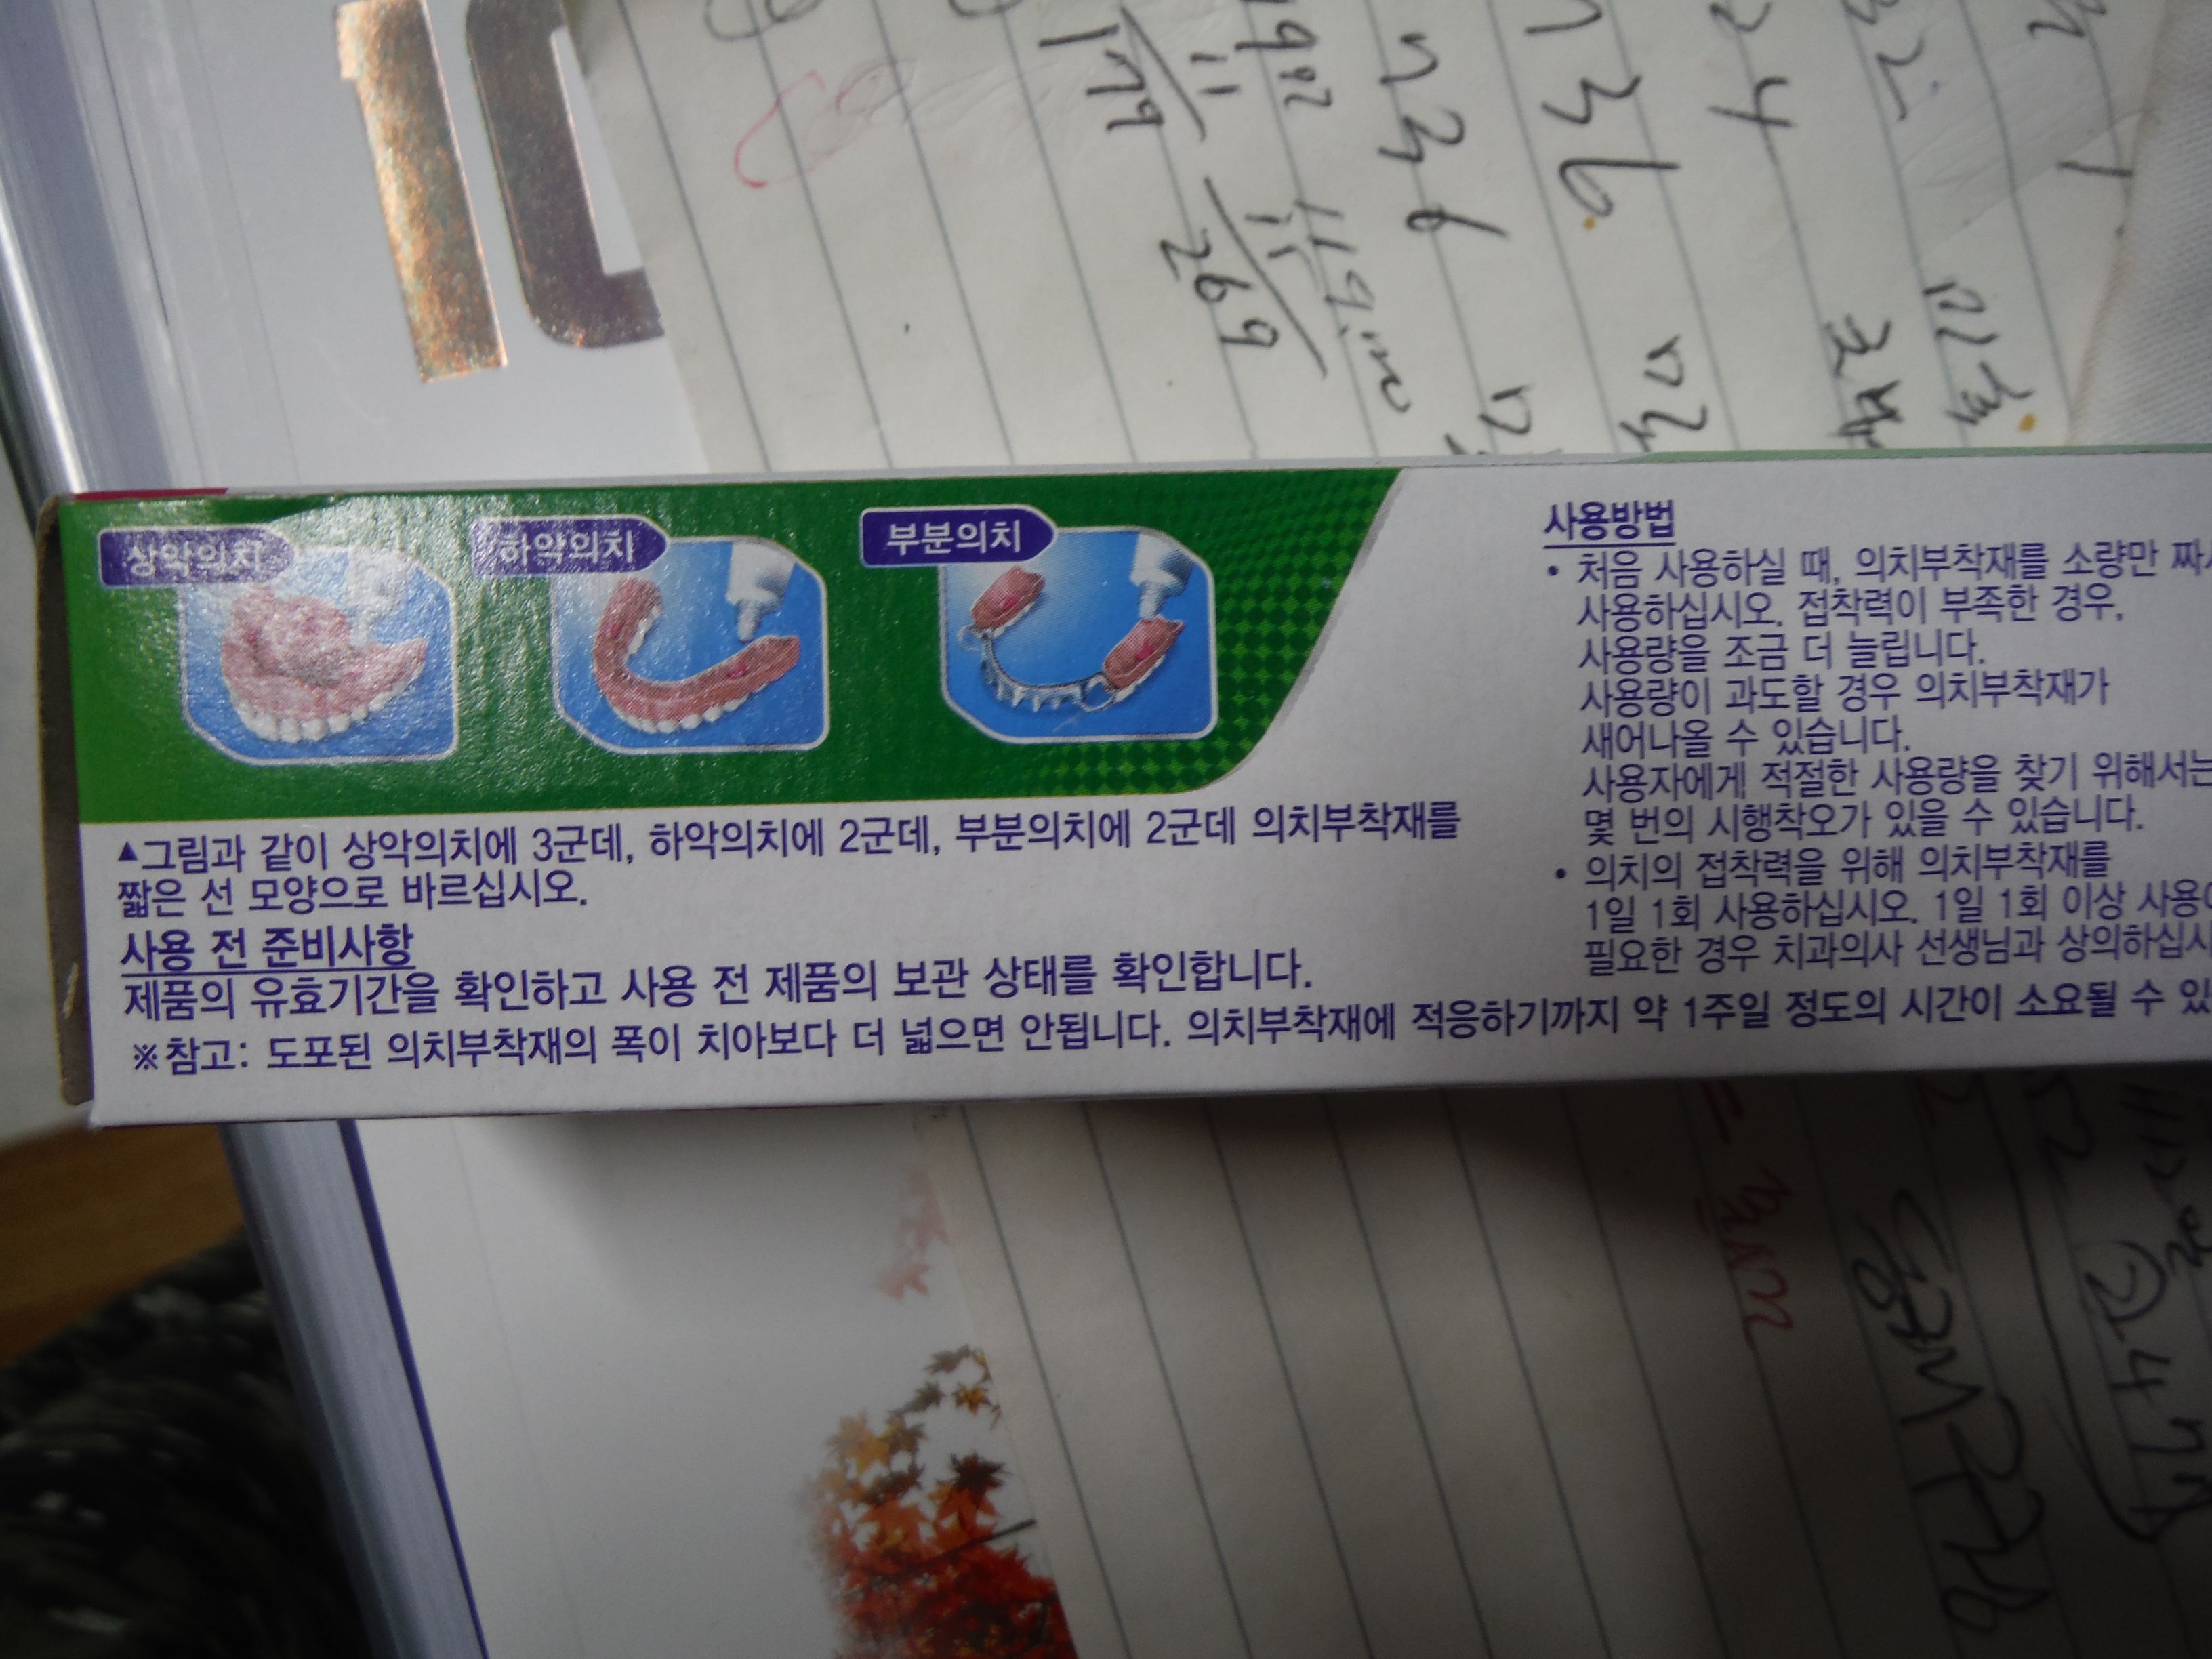 10
179
11
269
11
119.m
236
36
24
32
상악의치
하악의치
부분의치
▲그림과 같이 상악의치에 3군데, 하악의치에 2군데, 부분의치에 2군데 의치부착재를
짧은 선 모양으로 바르십시오.
사용 전 준비사항
제품의 유효기간을 확인하고 사용 전 제품의 보관 상태를 확인합니다.
※참고: 도포된 의치부착재의 폭이 치아보다 더 넓으면 안됩니다. 의치부착재에 적응하기까지 약 1주일 정도의 시간이 소요될 수 있
사용방법
• 처음 사용하실 때, 의치부착재를 소량만
사용하십시오. 접착력이 부족한 경우,
사용량을 조금 더 늘립니다.
사용량이 과도할 경우 의치부착재가
새어나올 수 있습니다.
사용자에게 적절한 사용량을 찾기 위해서는
몇 번의 시행착오가 있을 수 있습니다.
• 의치의 접착력을 위해 의치부착재를
1일 1회 사용하십시오. 1일 1회 이상 사용이
필요한 경우 치과의사 선생님과 상의하십시